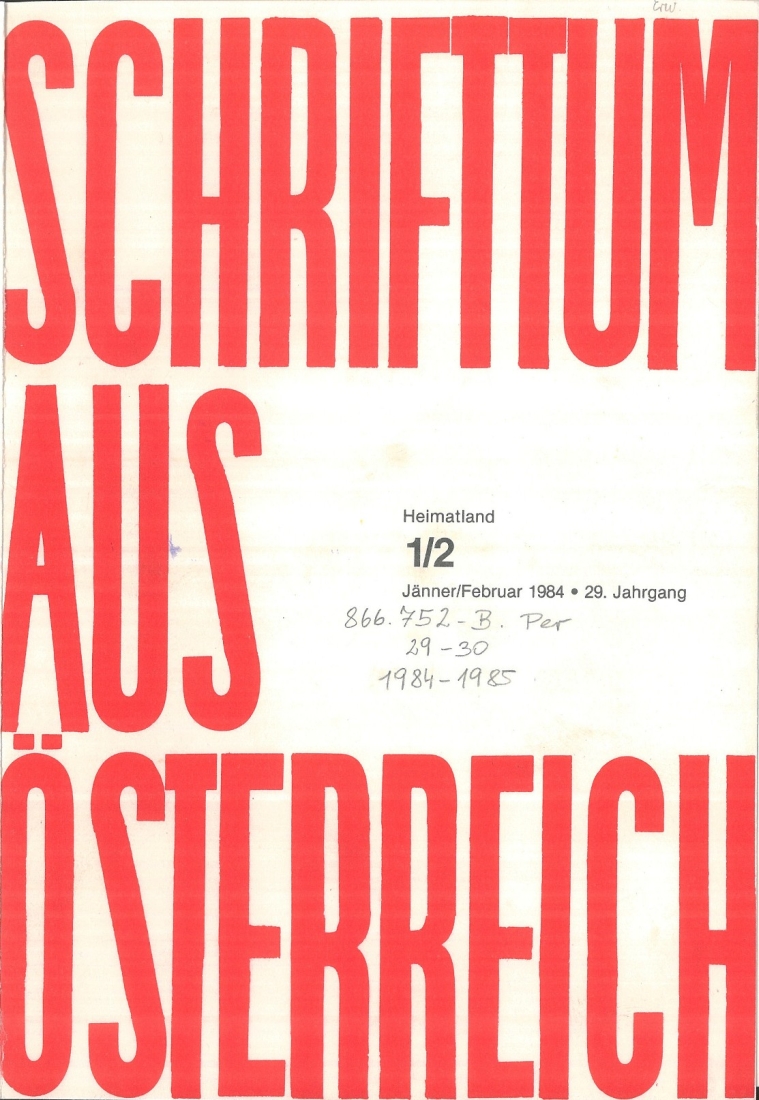 SCHRIFTTUM
AUS
Heimatland
1/2
Jänner/Februar 1984 • 29. Jahrgang
866.752-B. Per
29-30
1984-1985
ÖSTERREICH